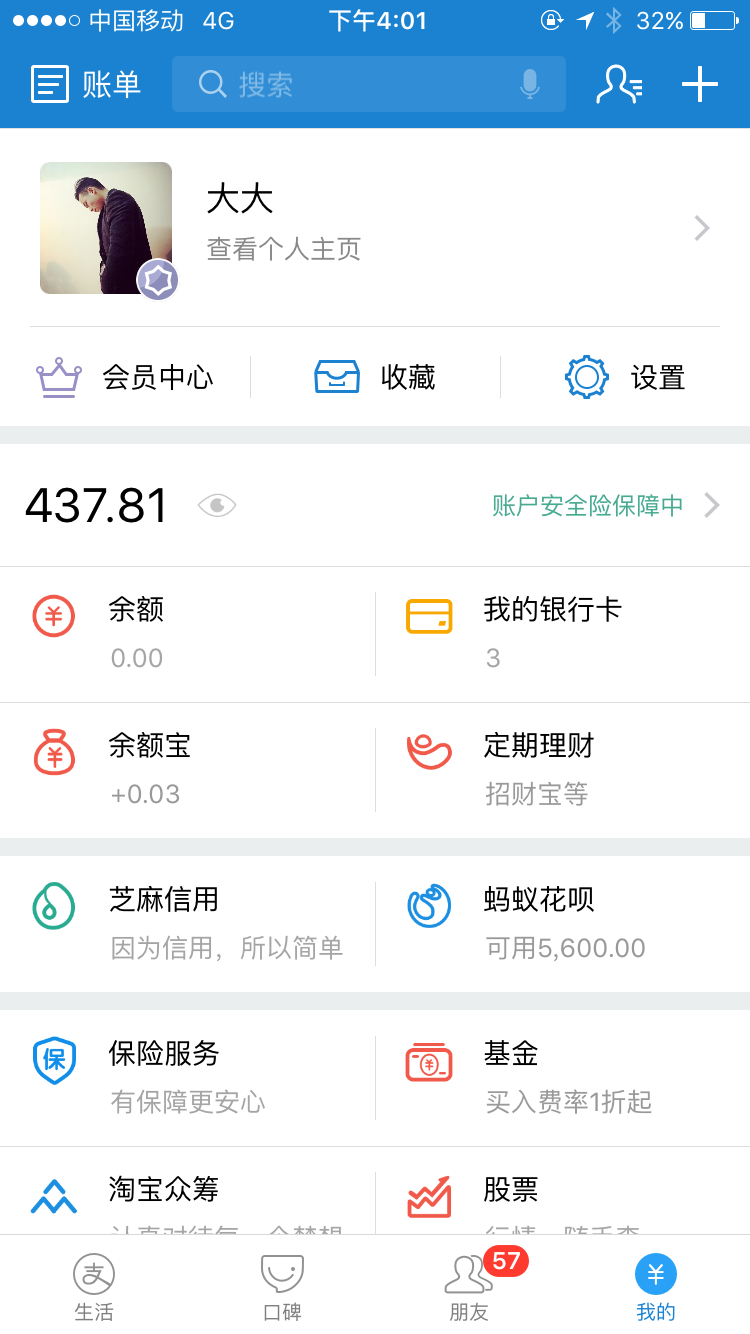 中国移动 4G 下午4:01 32%
账单 搜索
大大
查看个人主页
会员中心 收藏 设置
437.81 账户安全险保障中
余额 我的银行卡
0.00 3
余额宝 定期理财
+0.03 招财宝等
芝麻信用 蚂蚁花呗
因为信用，所以简单 可用5,600.00
保 保险服务 基金
有保障更安心 买入费率1折起
淘宝众筹 股票
57
支
生活 口碑 朋友 我的